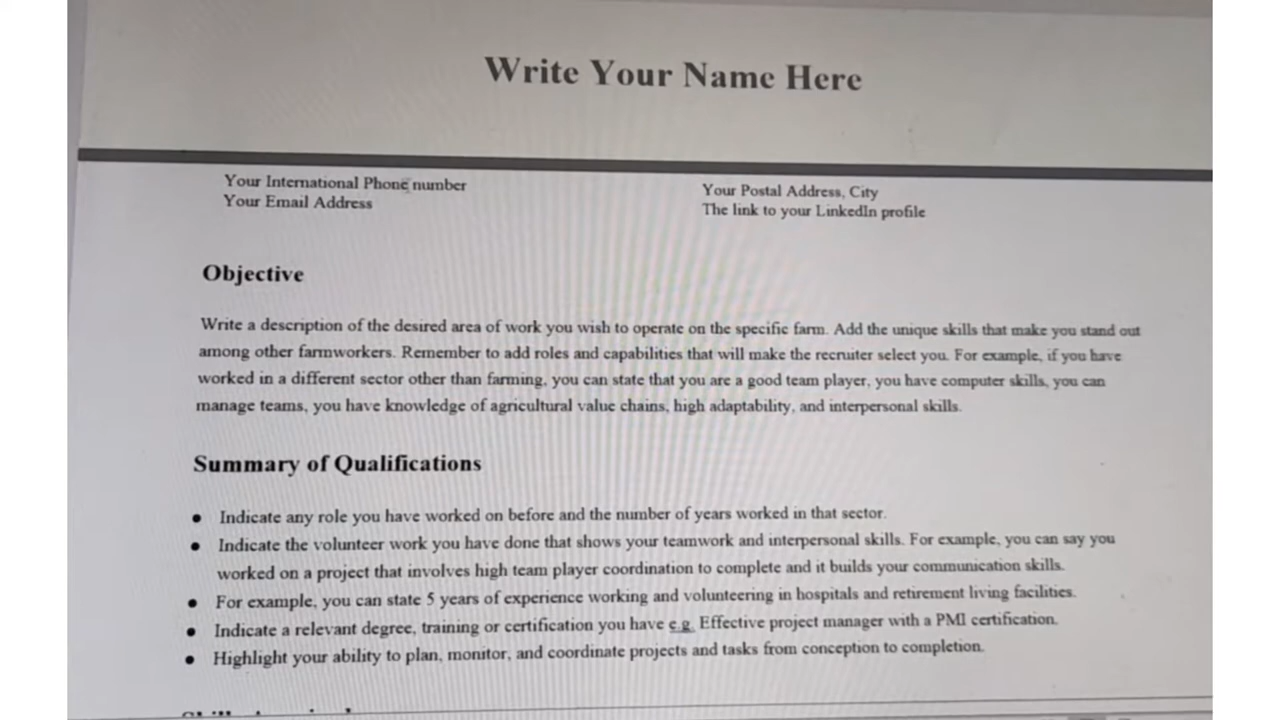 Write Your Name Here
Your International Phone number
Your Email Address
Your Postal Address, City
The link to your LinkedIn profile
Objective
Write a description of the desired area of work you wish to operate on the specific farm. Add the unique skills that make you stand out
among other farmworkers. Remember to add roles and capabilities that will make the recruiter select you. For example, if you have
worked in a different sector other than farming, you can state that you are a good team player, you have computer skills, you can
manage teams, you have knowledge of agricultural value chains, high adaptability, and interpersonal skills.
Summary of Qualifications
● Indicate any role you have worked on before and the number of years worked in that sector.
● Indicate the volunteer work you have done that shows your teamwork and interpersonal skills. For example, you can say you
worked on a project that involves high team player coordination to complete and it builds your communication skills.
● For example, you can state 5 years of experience working and volunteering in hospitals and retirement living facilities.
● Indicate a relevant degree, training or certification you have e.g. Effective project manager with a PMI certification.
● Highlight your ability to plan, monitor, and coordinate projects and tasks from conception to completion.